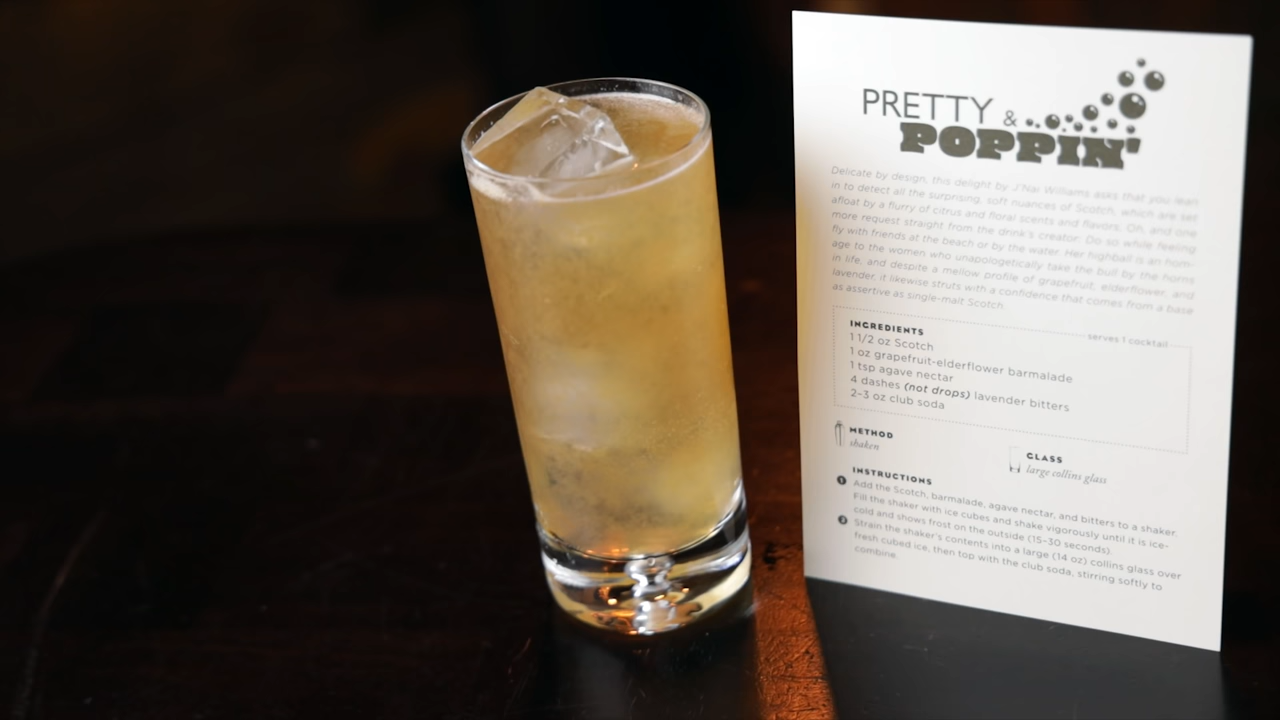 PRETTY &
POPPIN'
Delicate by design, this delight by J'Nai Williams asks that you lean
in to detect all the surprising, soft nuances of Scotch, which are set
afloat by a flurry of citrus and floral scents and flavors. Oh, and one
more request straight from the drink's creator: Do so while feeling
fly with friends at the beach or by the water. Her highball is an hom-
age to the women who unapologetically take the bull by the horns
in life, and despite a mellow profile of grapefruit, elderflower, and
lavender, it likewise struts with a confidence that comes from a base
as assertive as single-malt Scotch.
serves 1 cocktail
INGREDIENTS
1 1/2 oz Scotch
1 oz grapefruit-elderflower barmalade
1 tsp agave nectar
4 dashes (not drops) lavender bitters
2-3 oz club soda
METHOD
shaken
GLASS
large collins glass
INSTRUCTIONS
1 Add the Scotch, barmalade, agave nectar, and bitters to a shaker.
Fill the shaker with ice cubes and shake vigorously until it is ice-
cold and shows frost on the outside (15-30 seconds).
2 Strain the shaker's contents into a large (14 oz) collins glass over
fresh cubed ice, then top with the club soda, stirring softly to
combine.